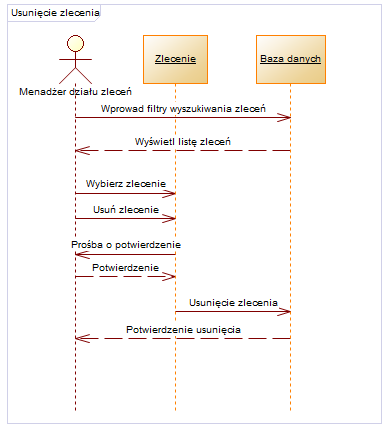 Usunięcie zlecenia
Zlecenie
Baza danych
Menadżer działu zleceń
Wprowad filtry wyszukiwania zleceń
Wyświetl listę zleceń
Wybierz zlecenie
Usuń zlecenie
Prośba o potwierdzenie
Potwierdzenie
Usunięcie zlecenia
Potwierdzenie usunięcia